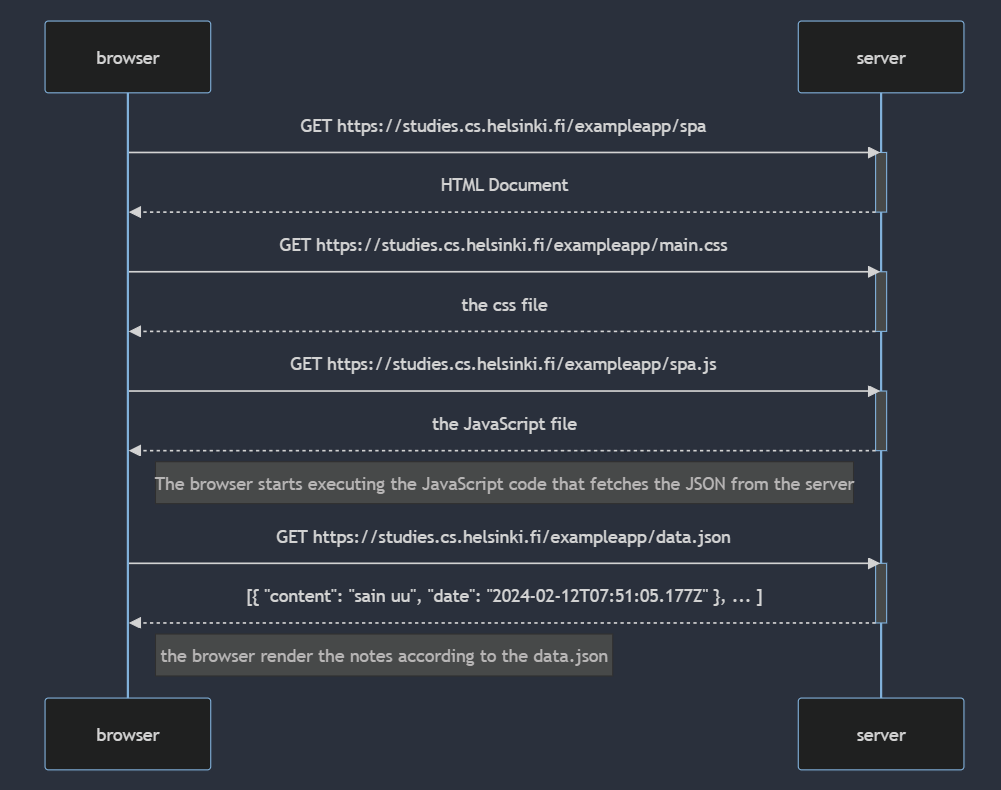 browser
server
GET https://studies.cs.helsinki.fi/exampleapp/spa
HTML Document
GET https://studies.cs.helsinki.fi/exampleapp/main.css
the css file
GET https://studies.cs.helsinki.fi/exampleapp/spa.js
the JavaScript file
The browser starts executing the JavaScript code that fetches the JSON from the server
GET https://studies.cs.helsinki.fi/exampleapp/data.json
[{ "content": "sain uu", "date": "2024-02-12T07:51:05.177Z" }, ... ]
the browser render the notes according to the data.json
browser
server